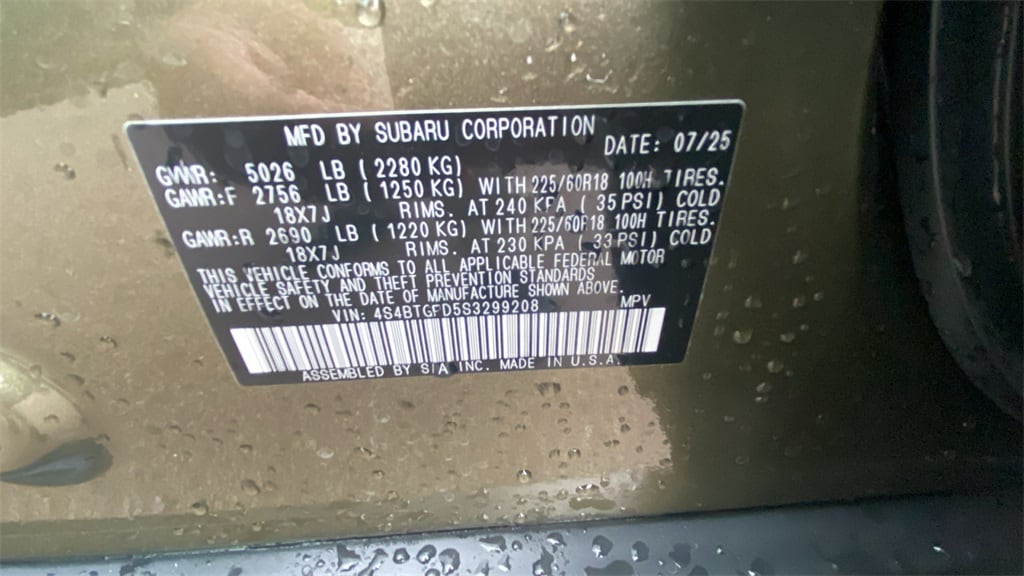 MFD BY SUBARU CORPORATION DATE: 07/25
GVWR: 5026 LB ( 2280 KG)
GAWR:F 2756 LB ( 1250 KG) WITH 225/60R18 100H TIRES.
18X7J RIMS. AT 240 KPA ( 35 PSI) COLD
GAWR:R 2690 LB ( 1220 KG) WITH 225/60R18 100H TIRES.
18X7J RIMS. AT 230 KPA ( 33 PSI) COLD
THIS VEHICLE CONFORMS TO ALL APPLICABLE FEDERAL MOTOR
VEHICLE SAFETY AND THEFT PREVENTION STANDARDS
IN EFFECT ON THE DATE OF MANUFACTURE SHOWN ABOVE.
VIN: 4S4BTGFD5S3299208 MPV
ASSEMBLED BY SIA INC. MADE IN U.S.A